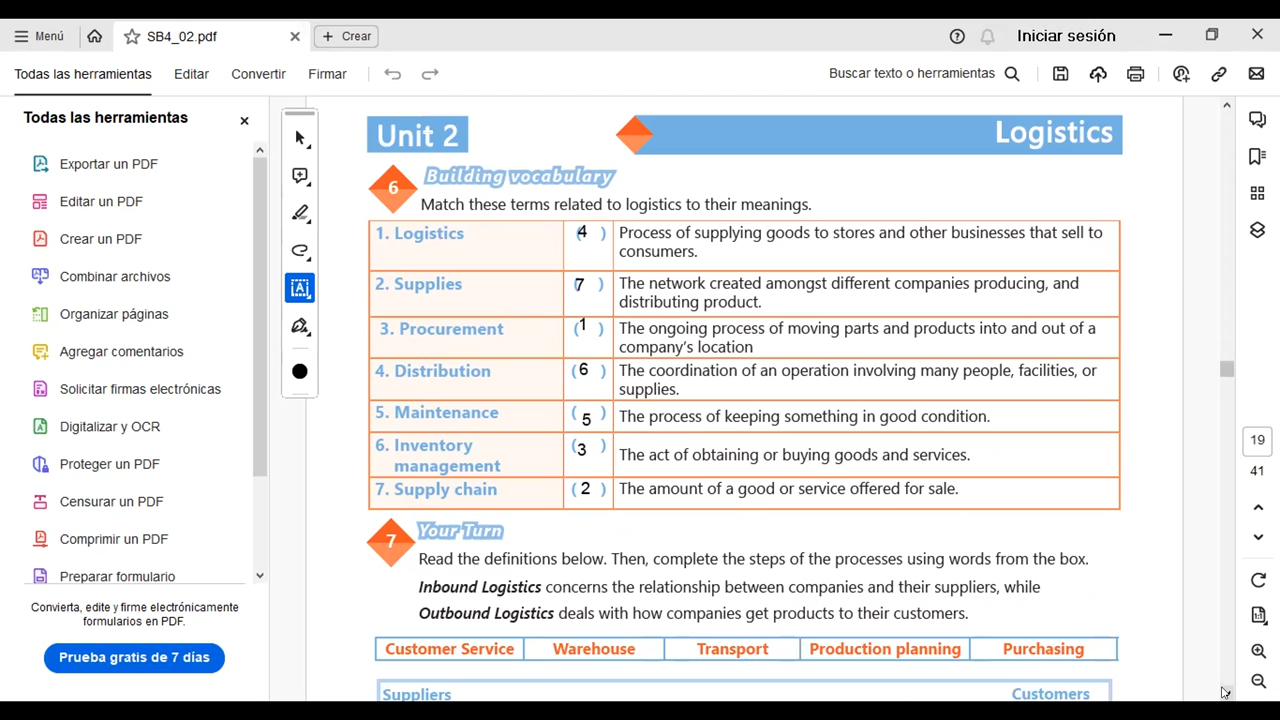 Menú
SB4_02.pdf
Crear
Iniciar sesión
Todas las herramientas
Editar
Convertir
Firmar
Buscar texto o herramientas
Todas las herramientas
Exportar un PDF
Editar un PDF
Crear un PDF
Combinar archivos
Organizar páginas
Agregar comentarios
Solicitar firmas electrónicas
Digitalizar y OCR
Proteger un PDF
Censurar un PDF
Comprimir un PDF
Preparar formulario
Convierta, edite y firme electrónicamente
formularios en PDF.
Prueba gratis de 7 días
Unit 2
Logistics
6 Building vocabulary
Match these terms related to logistics to their meanings.
1. Logistics (4) Process of supplying goods to stores and other businesses that sell to
consumers.
2. Supplies (7) The network created amongst different companies producing, and
distributing product.
3. Procurement (1) The ongoing process of moving parts and products into and out of a
company's location
4. Distribution (6) The coordination of an operation involving many people, facilities, or
supplies.
5. Maintenance (5) The process of keeping something in good condition.
6. Inventory
management (3) The act of obtaining or buying goods and services.
7. Supply chain (2) The amount of a good or service offered for sale.
7 Your Turn
Read the definitions below. Then, complete the steps of the processes using words from the box.
Inbound Logistics concerns the relationship between companies and their suppliers, while
Outbound Logistics deals with how companies get products to their customers.
Customer Service Warehouse Transport Production planning Purchasing
Suppliers Customers
19
41